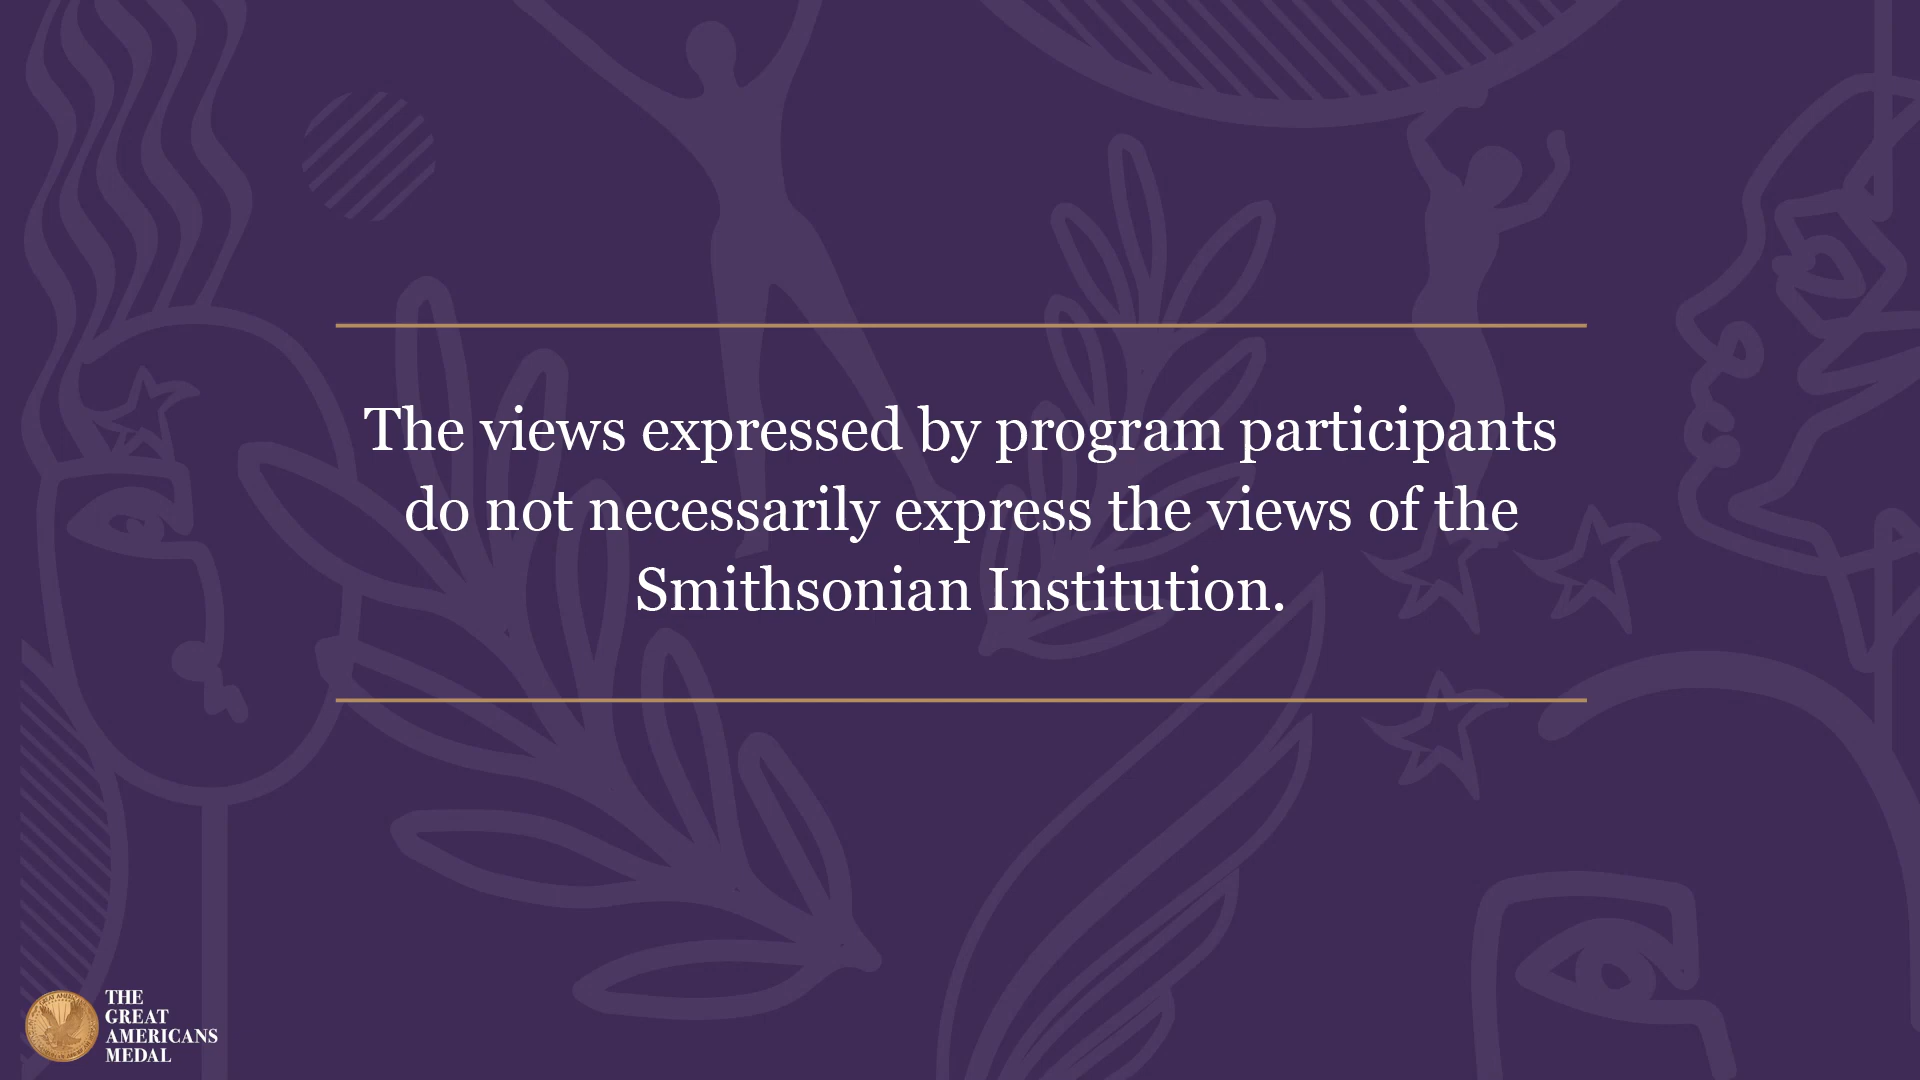 The views expressed by program participants
do not necessarily express the views of the
Smithsonian Institution.
THE
GREAT
AMERICANS
MEDAL